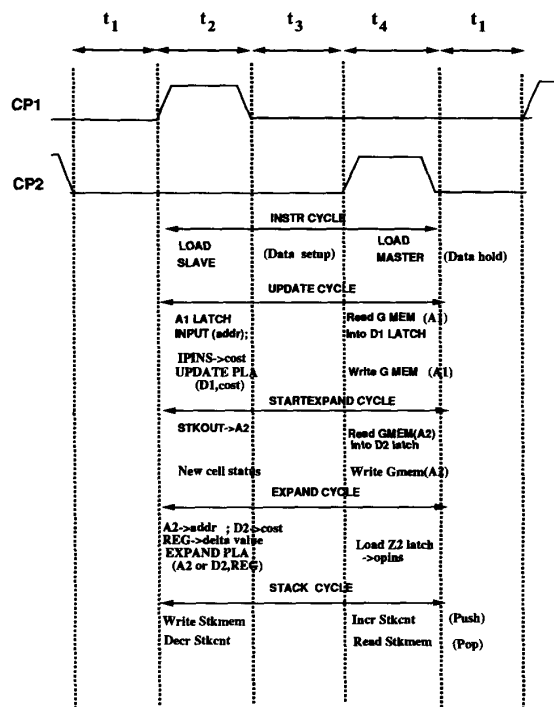 t1 t2 t3 t4 t1
CP1
CP2
INSTR CYCLE
LOAD SLAVE (Data setup) LOAD MASTER (Data hold)
UPDATE CYCLE
A1 LATCH Read G MEM (A1)
INPUT (addr); Into D1 LATCH
IPINS->cost
UPDATE PLA Write G MEM (A1)
(D1,cost)
STARTEXPAND CYCLE
STKOUT->A2 Read GMEM(A2)
Into D2 latch
New cell status Write Gmem(A2)
EXPAND CYCLE
A2->addr ; D2->cost
REG->delta value
EXPAND PLA Load Z2 latch
(A2 or D2,REG) ->opins
STACK CYCLE
Write Stkmem Incr Stkcnt (Push)
Decr Stkcnt Read Stkmem (Pop)